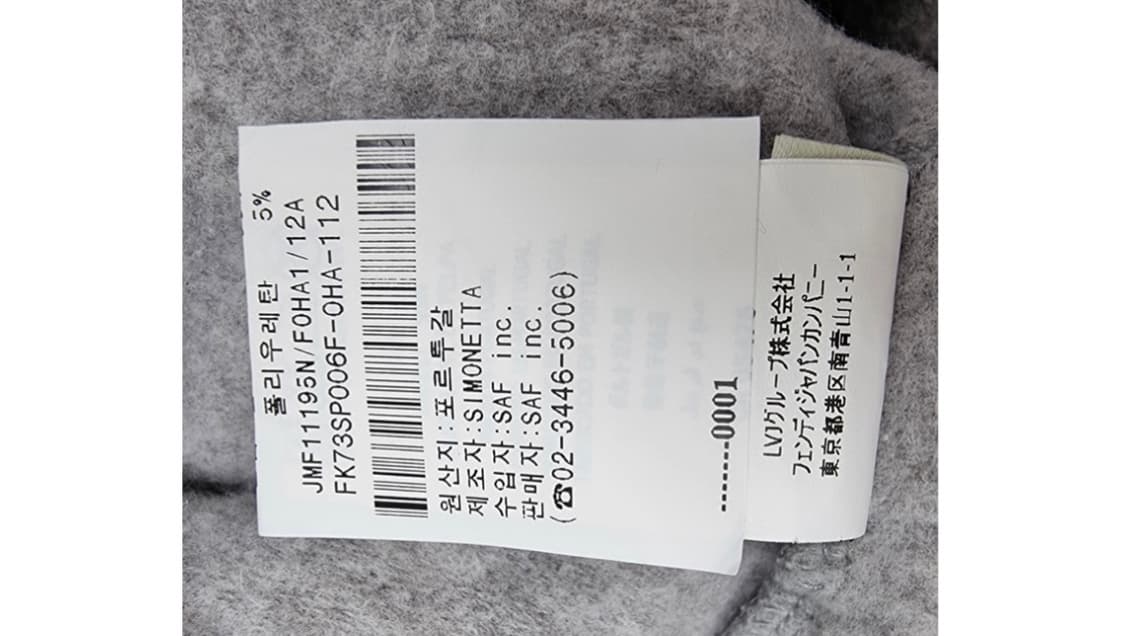 폴리우레탄 5%
JMF11195N/F0HA1/12A
FK73SP006F-OHA-112
원산지:포르투갈
제조자:SIMONETTA
수입자:SAF inc.
판매자:SAF inc.
(☎02-3446-5006)
-------0001
LVJグループ株式会社
フェンディジャパンカンパニー
東京都港区南青山1-1-1